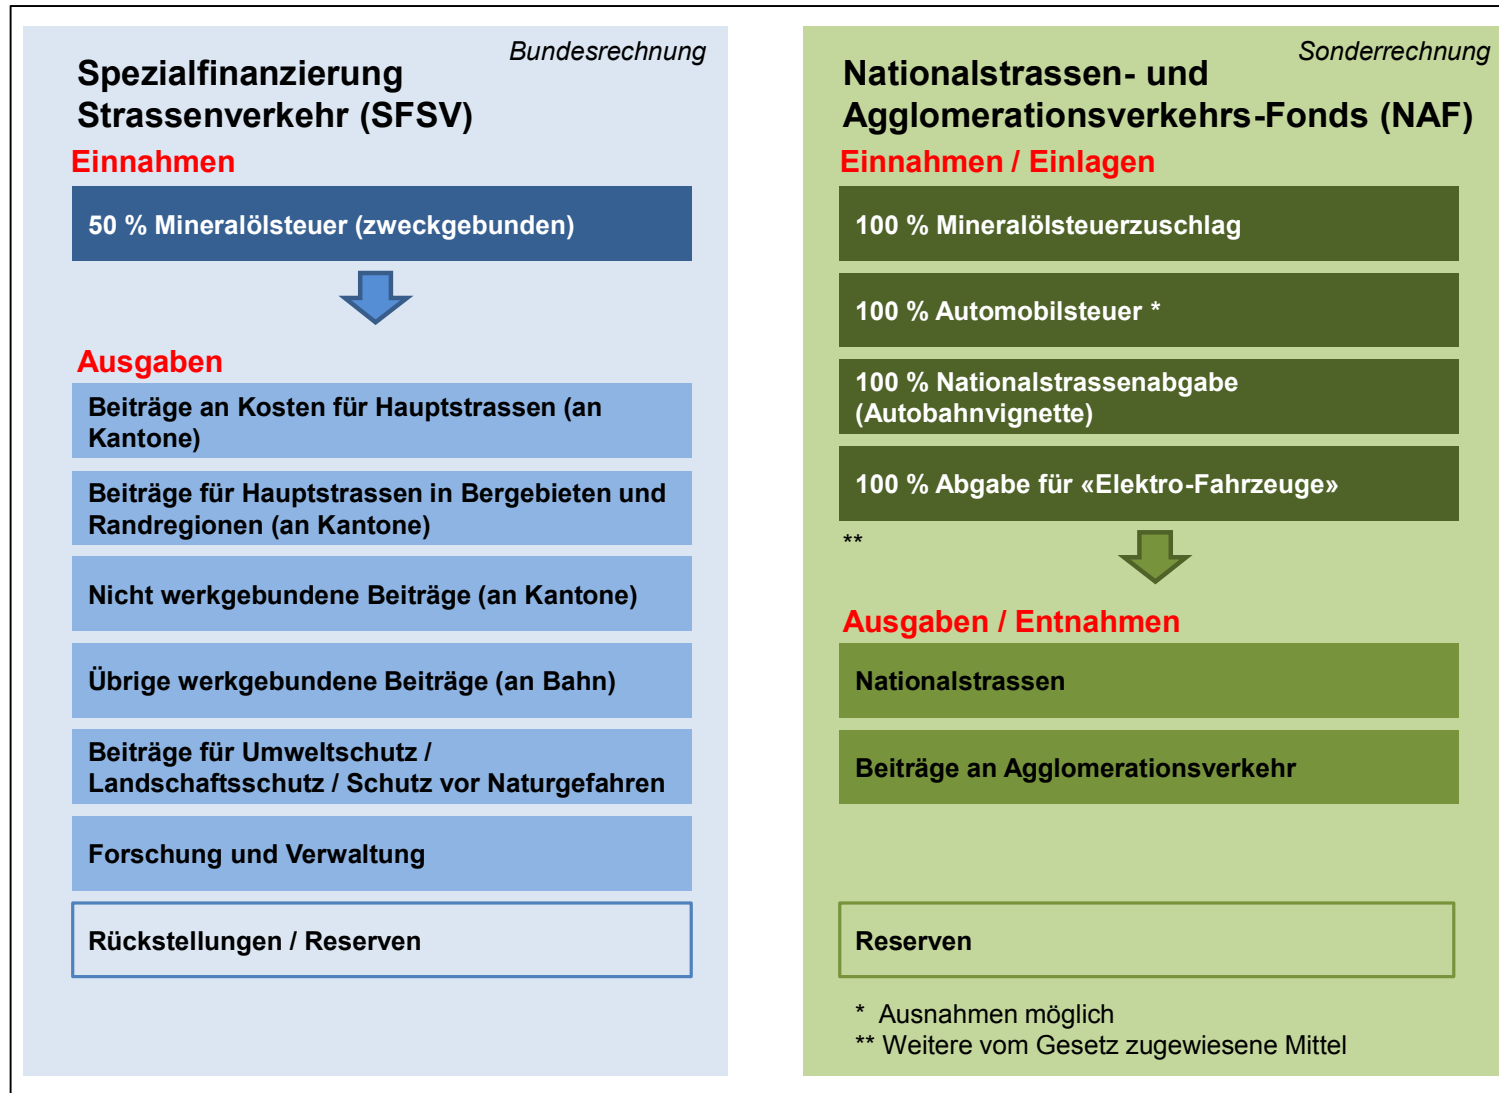 Bundesrechnung
Spezialfinanzierung
Strassenverkehr (SFSV)
Einnahmen
50 % Mineralölsteuer (zweckgebunden)
Ausgaben
Beiträge an Kosten für Hauptstrassen (an
Kantone)
Beiträge für Hauptstrassen in Bergebieten und
Randregionen (an Kantone)
Nicht werkgebundene Beiträge (an Kantone)
Übrige werkgebundene Beiträge (an Bahn)
Beiträge für Umweltschutz /
Landschaftsschutz / Schutz vor Naturgefahren
Forschung und Verwaltung
Rückstellungen / Reserven
Sonderrechnung
Nationalstrassen- und
Agglomerationsverkehrs-Fonds (NAF)
Einnahmen / Einlagen
100 % Mineralölsteuerzuschlag
100 % Automobilsteuer *
100 % Nationalstrassenabgabe
(Autobahnvignette)
100 % Abgabe für «Elektro-Fahrzeuge»
**
Ausgaben / Entnahmen
Nationalstrassen
Beiträge an Agglomerationsverkehr
Reserven
* Ausnahmen möglich
** Weitere vom Gesetz zugewiesene Mittel